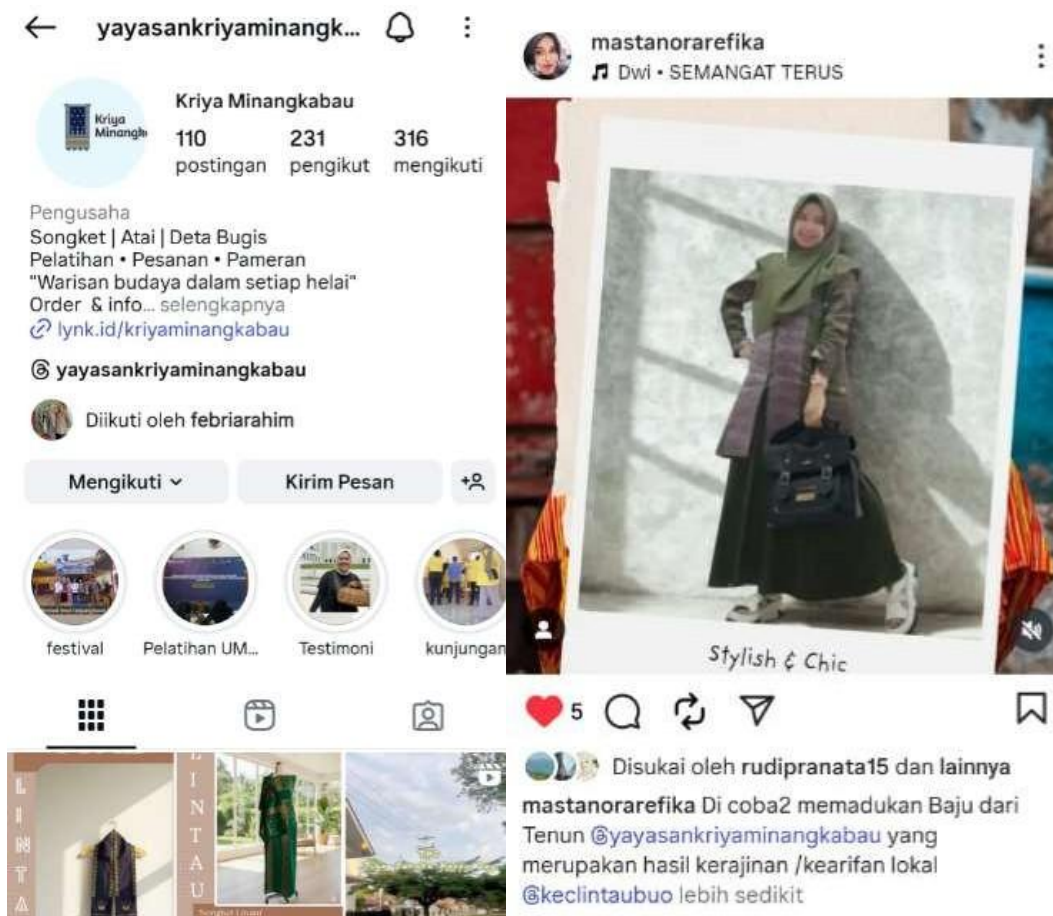 yayasankriyaminangk...
Kriya
Kriya Minangkabau
110
231
316
postingan
pengikut
mengikuti
Pengusaha
Songket | Atai | Deta Bugis
Pelatihan • Pesanan • Pameran
"Warisan budaya dalam setiap helai"
Order & info... selengkapnya
lynk.id/kriyaminangkabau
yayasankriyaminangkabau
Diikuti oleh febriarahim
Mengikuti
Kirim Pesan
festival
Pelatihan UM...
Testimoni
kunjungan
LINTA
LINTAU
mastanorarefika
Dwi • SEMANGAT TERUS
Stylish & Chic
5
Disukai oleh rudipranata15 dan lainnya
mastanorarefika Di coba2 memadukan Baju dari
Tenun @yayasankriyaminangkabau yang
merupakan hasil kerajinan /kearifan lokal
@keclintaubuo lebih sedikit